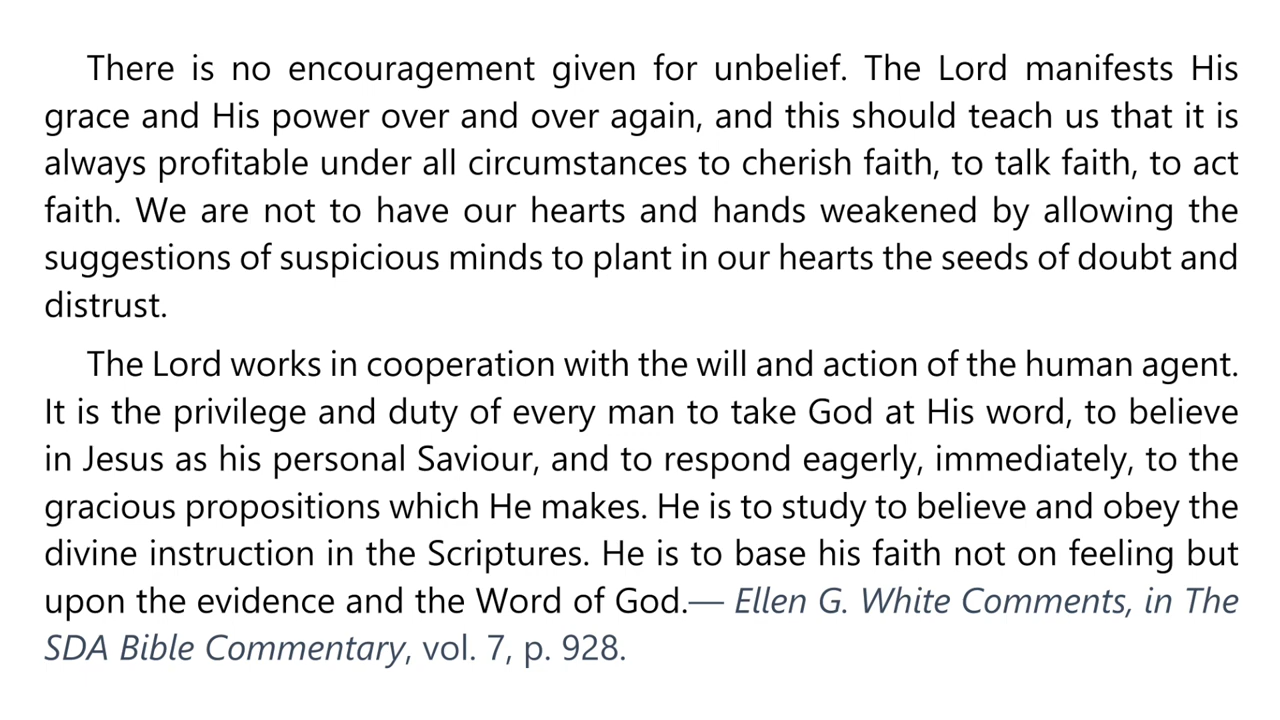 There is no encouragement given for unbelief. The Lord manifests His
grace and His power over and over again, and this should teach us that it is
always profitable under all circumstances to cherish faith, to talk faith, to act
faith. We are not to have our hearts and hands weakened by allowing the
suggestions of suspicious minds to plant in our hearts the seeds of doubt and
distrust.
The Lord works in cooperation with the will and action of the human agent.
It is the privilege and duty of every man to take God at His word, to believe
in Jesus as his personal Saviour, and to respond eagerly, immediately, to the
gracious propositions which He makes. He is to study to believe and obey the
divine instruction in the Scriptures. He is to base his faith not on feeling but
upon the evidence and the Word of God.— Ellen G. White Comments, in The
SDA Bible Commentary, vol. 7, p. 928.